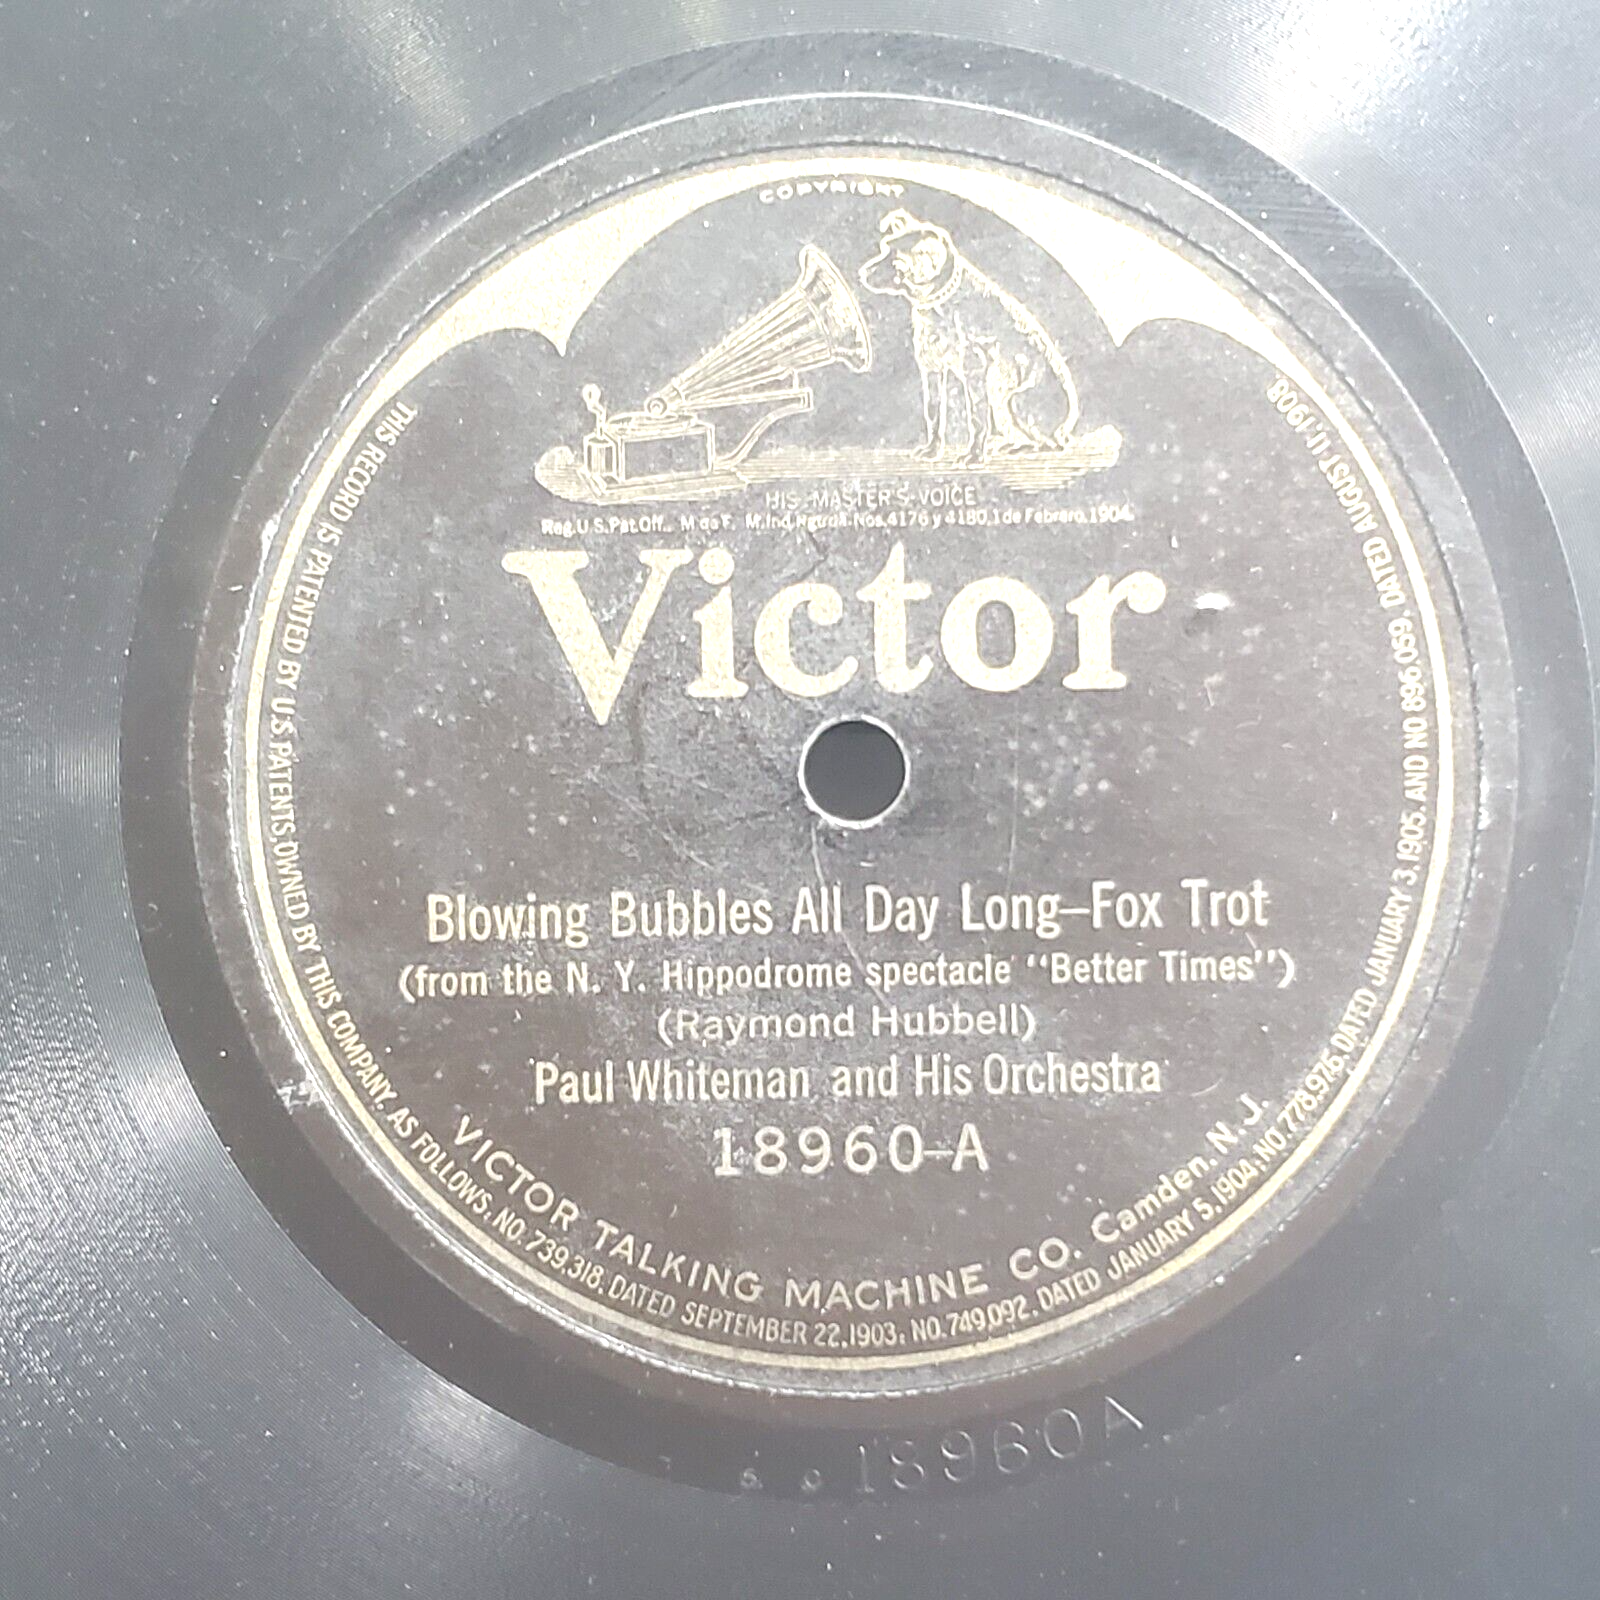 COPYRIGHT
HIS MASTER'S VOICE
Reg. U.S. Pat. Off. M de F. M. Ind. Nos. 4176 y 4180, 1 de Febrero, 1904
Victor
Blowing Bubbles All Day Long–Fox Trot
(from the N. Y. Hippodrome spectacle "Better Times")
(Raymond Hubbell)
Paul Whiteman and His Orchestra
18960-A
VICTOR TALKING MACHINE CO. Camden, N. J.
THIS RECORD IS PATENTED BY U.S. PATENTS, OWNED BY THIS COMPANY, AS FOLLOWS: NO. 739,318, DATED SEPTEMBER 22, 1903; NO. 749,092, DATED JANUARY 5, 1904; NO. 778,976, DATED JANUARY 3, 1905, AND NO 896,059, DATED AUGUST 11, 1908
18960A